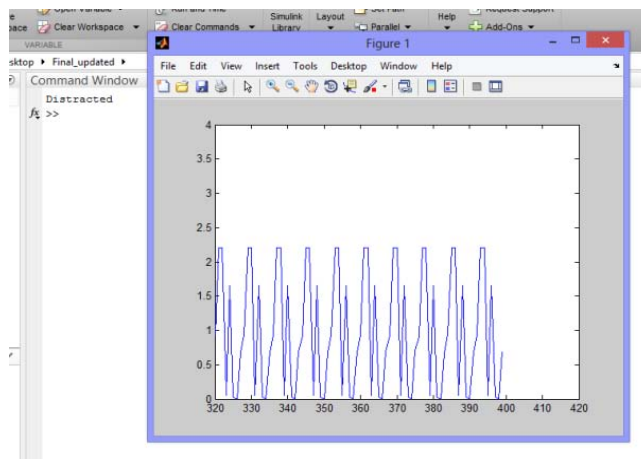 Simulink Layout
Help
pace Clear Workspace Clear Commands Library Parallel Add-Ons
VARIABLE
sktop Final_updated
Command Window
Distracted
fx >>
Figure 1
File Edit View Insert Tools Desktop Window Help
4
3.5
3
2.5
2
1.5
1
0.5
0
320 330 340 350 360 370 380 390 400 410 420